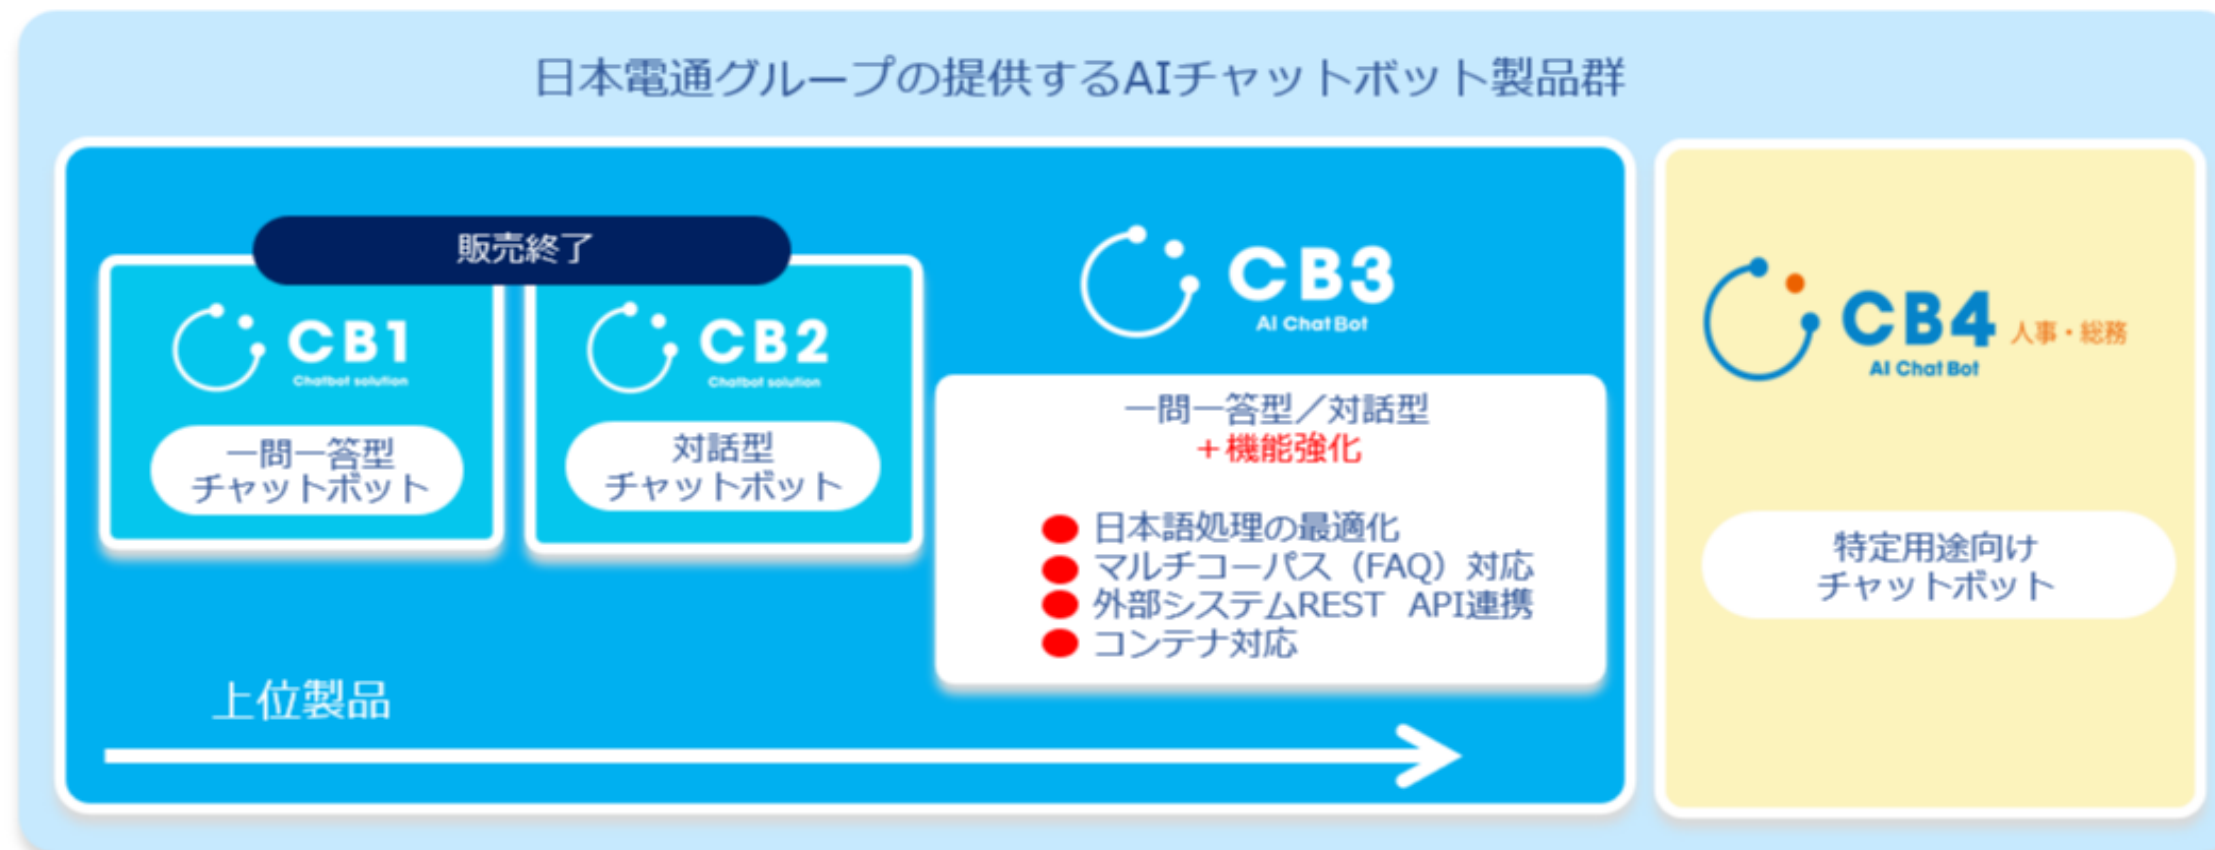 日本電通グループの提供するAIチャットボット製品群
販売終了
CB1
Chatbot solution
一問一答型
チャットボット
CB2
Chatbot solution
対話型
チャットボット
CB3
AI ChatBot
一問一答型／対話型
＋機能強化
日本語処理の最適化
マルチコーパス（FAQ）対応
外部システムREST API連携
コンテナ対応
上位製品
CB4 人事・総務
AI ChatBot
特定用途向け
チャットボット